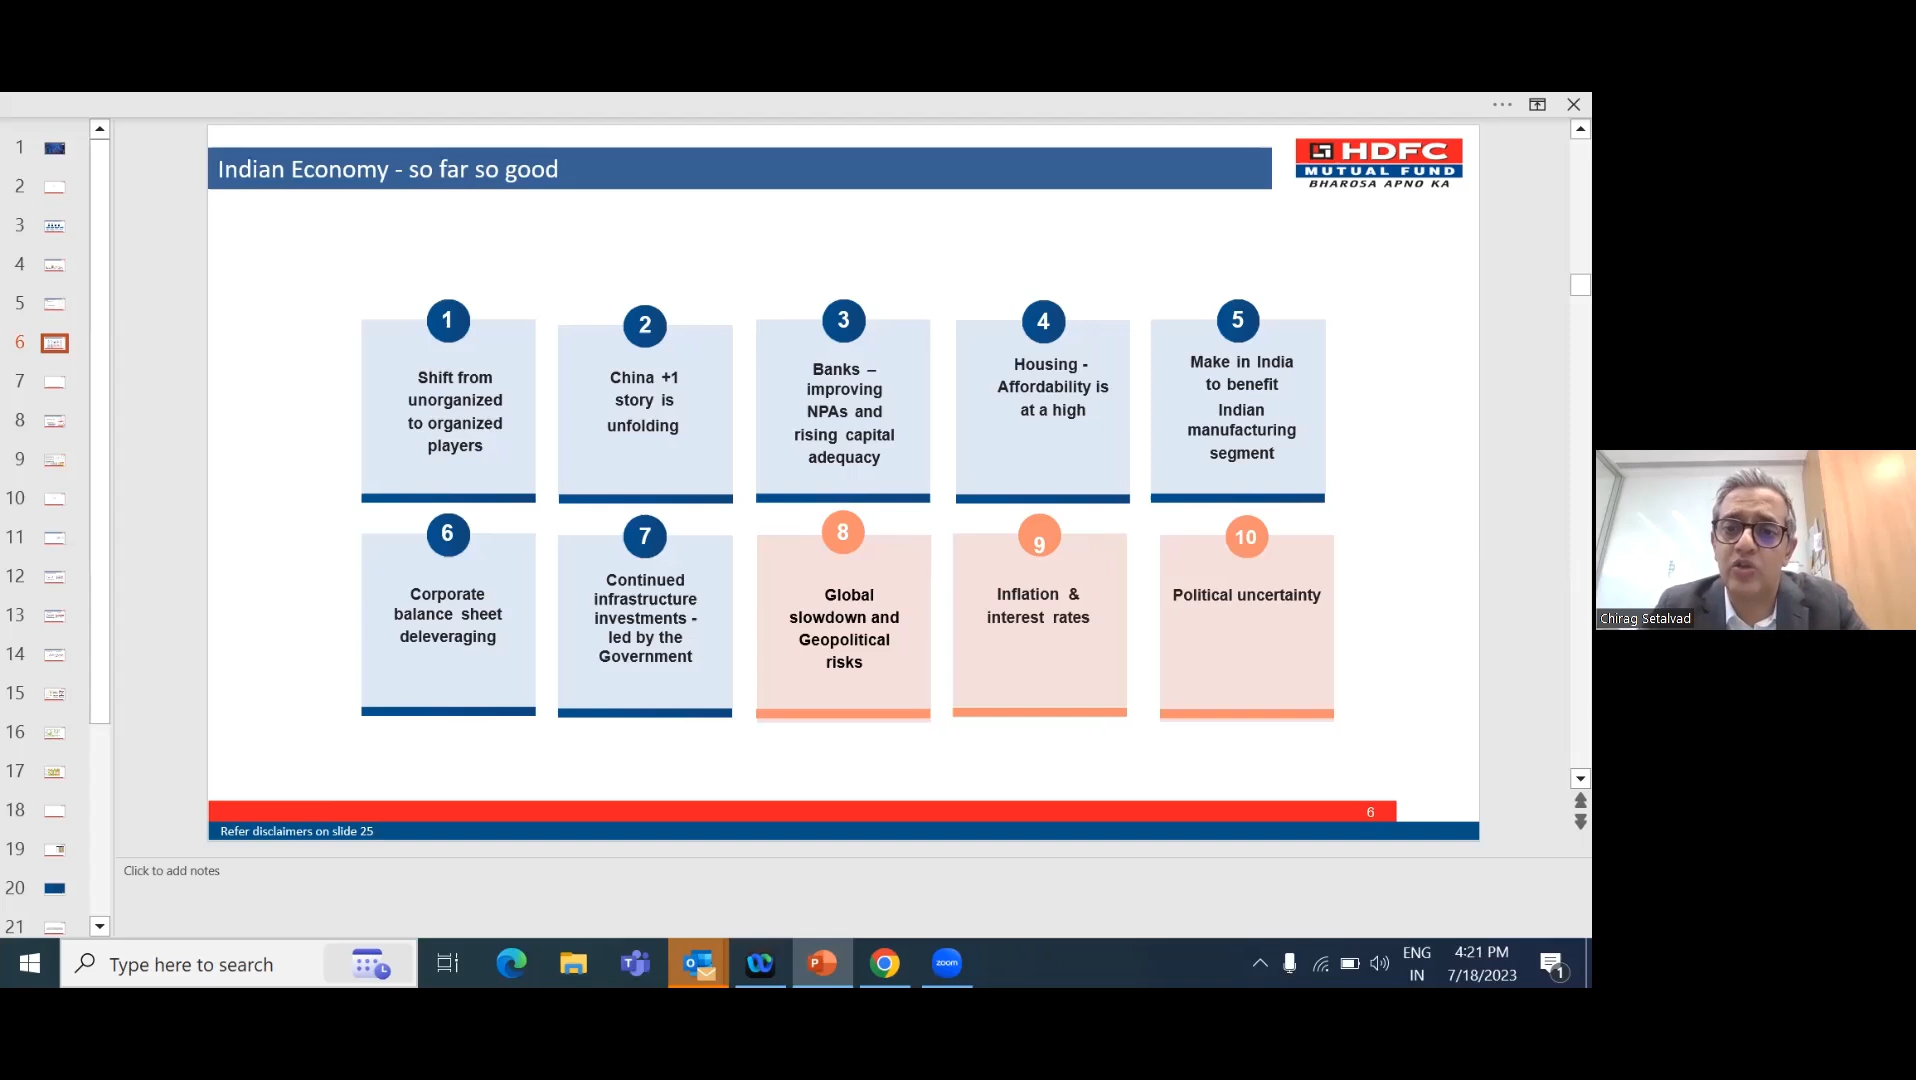 Indian Economy - so far so good
HDFC
MUTUAL FUND
BHAROSA APNO KA
1
2
3
4
5
6
7
8
9
10
11
12
13
14
15
16
17
18
19
20
21
1
Shift from
unorganized
to organized
players
2
China +1
story is
unfolding
3
Banks –
improving
NPAs and
rising capital
adequacy
4
Housing -
Affordability is
at a high
5
Make in India
to benefit
Indian
manufacturing
segment
6
Corporate
balance sheet
deleveraging
7
Continued
infrastructure
investments -
led by the
Government
8
Global
slowdown and
Geopolitical
risks
9
Inflation &
interest rates
10
Political uncertainty
6
Refer disclaimers on slide 25
Click to add notes
Chirag Setalvad
Type here to search
zoom
ENG
IN
4:21 PM
7/18/2023
1